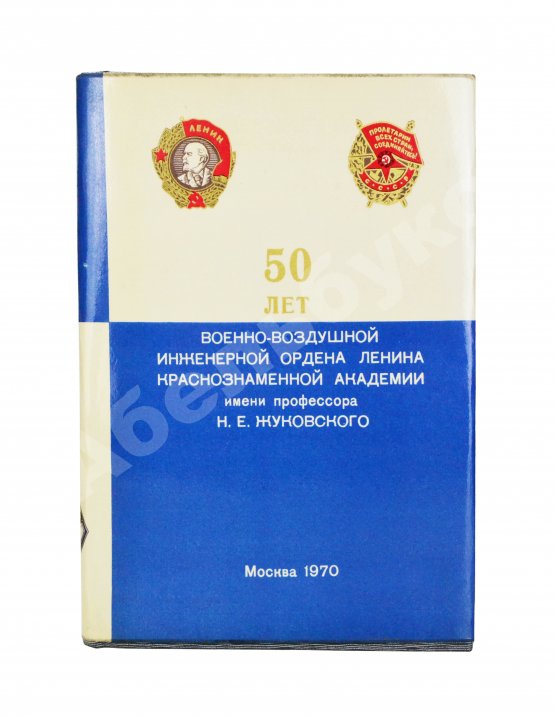 ЛЕНИН
ПРОЛЕТАРИИ
ВСЕХ СТРАН,
СОЕДИНЯЙТЕСЬ!
С С С Р
50
ЛЕТ
ВОЕННО-ВОЗДУШНОЙ
ИНЖЕНЕРНОЙ ОРДЕНА ЛЕНИНА
КРАСНОЗНАМЕННОЙ АКАДЕМИИ
имени профессора
Н. Е. ЖУКОВСКОГО
Москва 1970